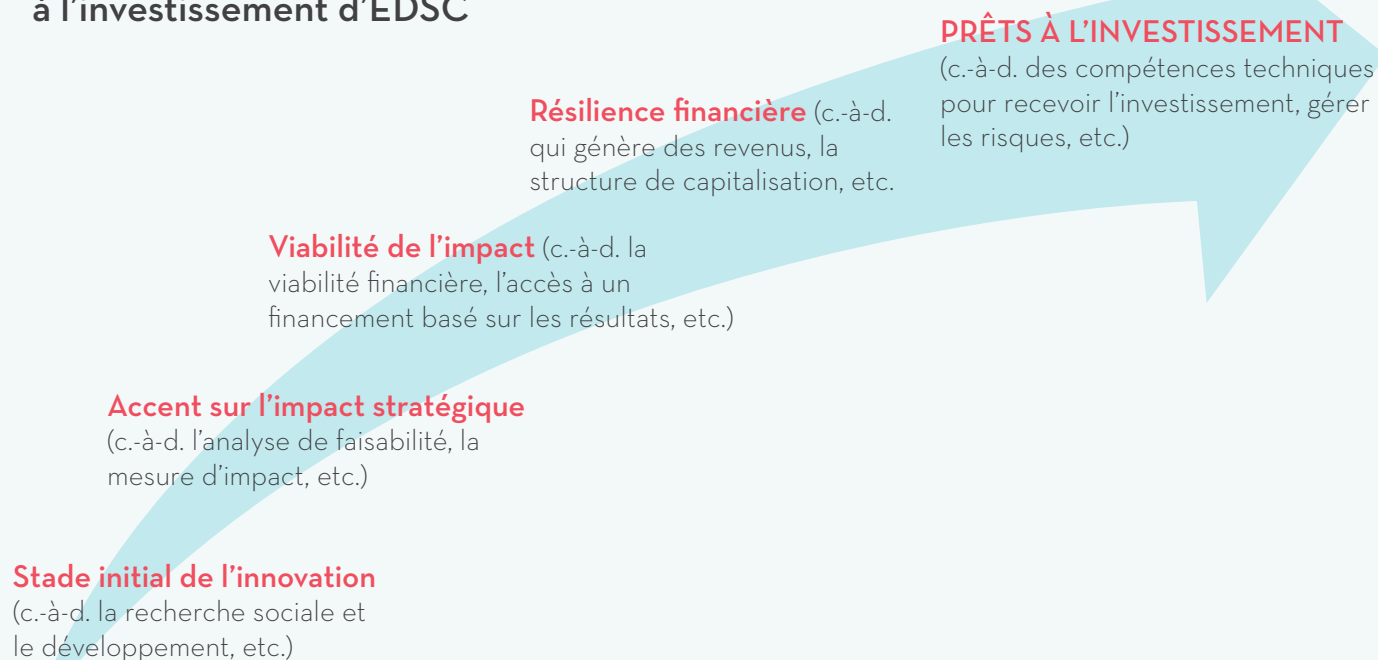 à l'investissement d'EDSC
PRÊTS À L'INVESTISSEMENT
(c.-à-d. des compétences techniques
pour recevoir l'investissement, gérer
les risques, etc.)
Résilience financière (c.-à-d.
qui génère des revenus, la
structure de capitalisation, etc.
Viabilité de l'impact (c.-à-d. la
viabilité financière, l'accès à un
financement basé sur les résultats, etc.)
Accent sur l'impact stratégique
(c.-à-d. l'analyse de faisabilité, la
mesure d'impact, etc.)
Stade initial de l'innovation
(c.-à-d. la recherche sociale et
le développement, etc.)